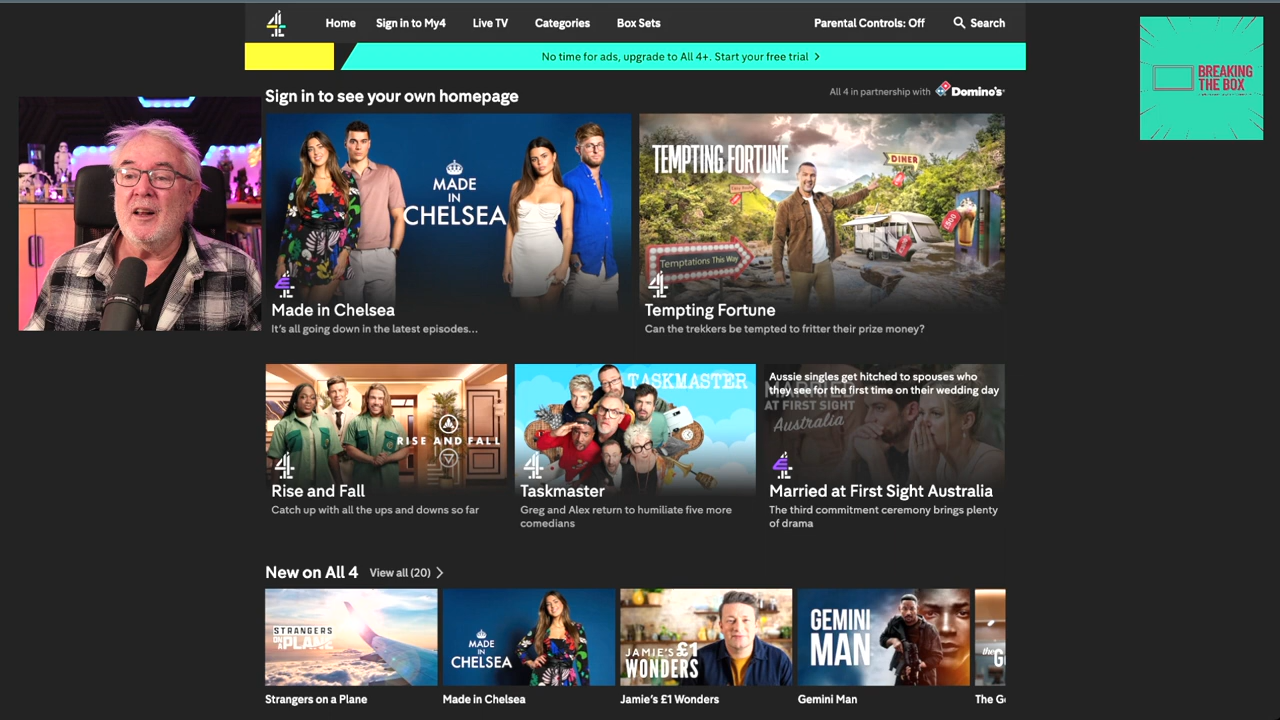 Home Sign in to My4 Live TV Categories Box Sets Parental Controls: Off Search
No time for ads, upgrade to All 4+. Start your free trial
BREAKING
THE BOX
Sign in to see your own homepage
All 4 in partnership with Domino's
MADE
IN
CHELSEA
Made in Chelsea
It's all going down in the latest episodes...
TEMPTING FORTUNE
DINER
Temptations This Way
Tempting Fortune
Can the trekkers be tempted to fritter their prize money?
RISE AND FALL
Rise and Fall
Catch up with all the ups and downs so far
TASKMASTER
Taskmaster
Greg and Alex return to humiliate five more
comedians
Aussie singles get hitched to spouses who
they see for the first time on their wedding day
MARRIED
AT FIRST SIGHT
Australia
Married at First Sight Australia
The third commitment ceremony brings plenty
of drama
New on All 4 View all (20)
STRANGERS
ON A PLANE
Strangers on a Plane
MADE
IN
CHELSEA
Made in Chelsea
JAMIE'S £1
WONDERS
Jamie's £1 Wonders
GEMINI
MAN
Gemini Man
the G
The Go